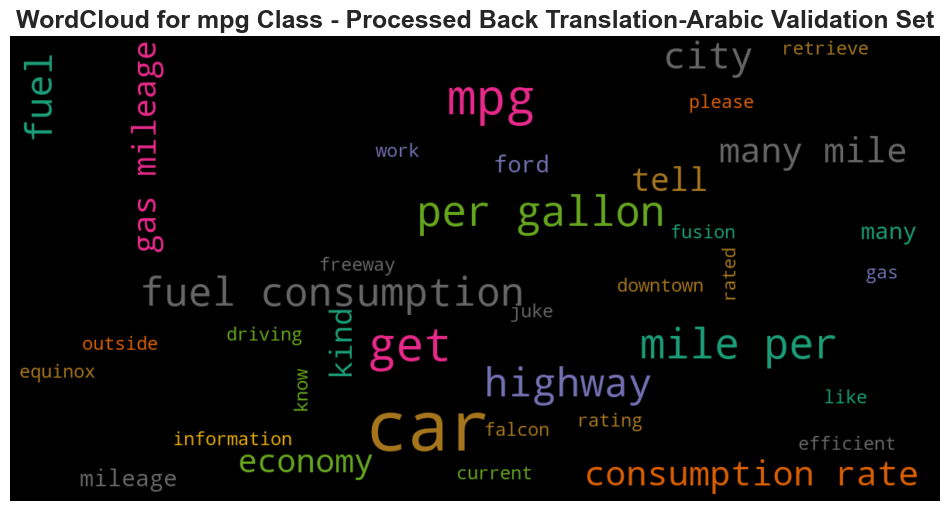 WordCloud for mpg Class - Processed Back Translation-Arabic Validation Set
fuel
gas mileage
city
retrieve
mpg
please
work
ford
many mile
tell
per gallon
fusion
many
freeway
gas
fuel consumption
downtown
rated
juke
outside
driving
kind
get
mile per
equinox
know
highway
like
car
falcon
rating
information
efficient
economy
mileage
current
consumption rate